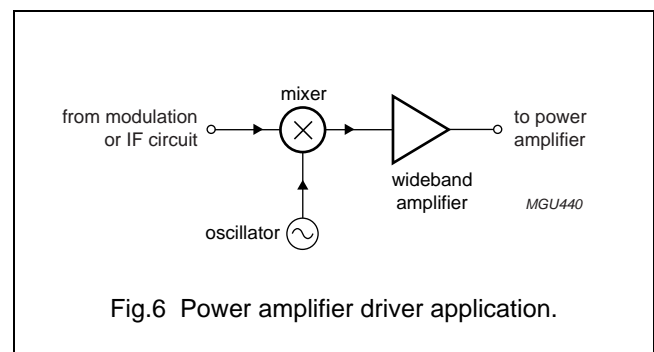 mixer
from modulation
or IF circuit
to power
amplifier
wideband
amplifier
MGU440
oscillator
Fig.6 Power amplifier driver application.